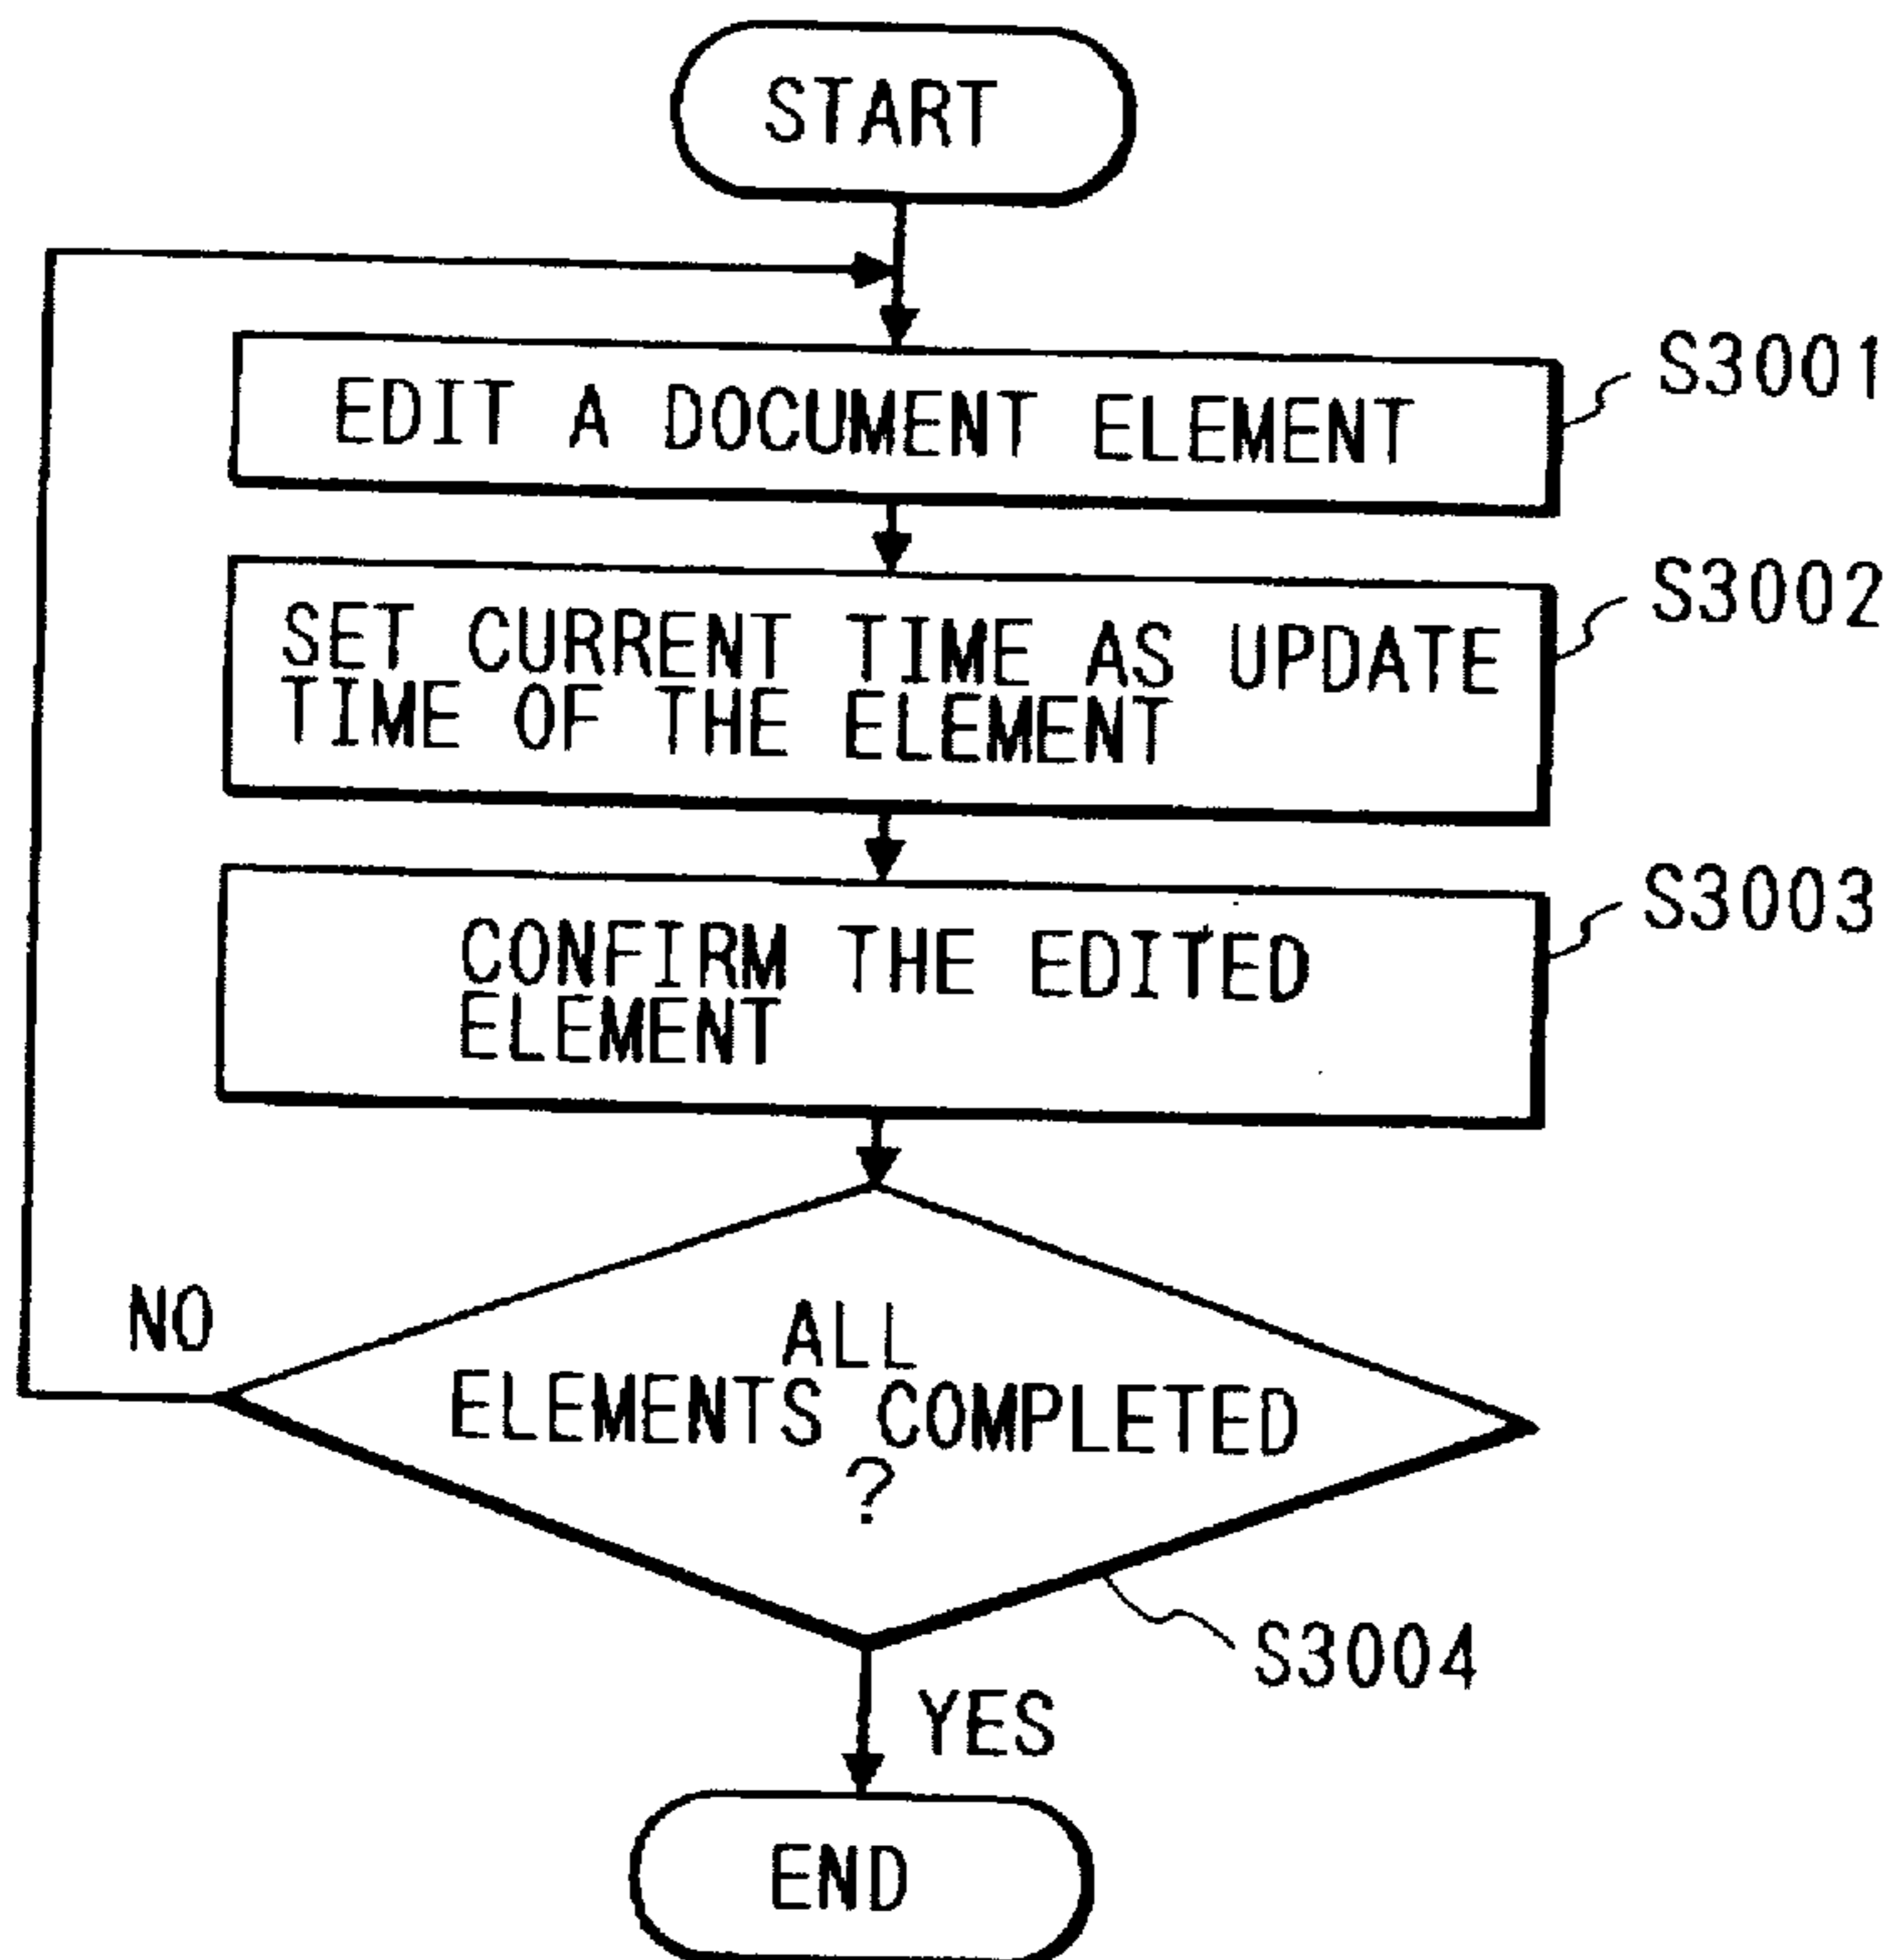 START
EDIT A DOCUMENT ELEMENT
S3001
SET CURRENT TIME AS UPDATE
TIME OF THE ELEMENT
S3002
CONFIRM THE EDITED
ELEMENT
S3003
NO
ALL
ELEMENTS COMPLETED
?
S3004
YES
END